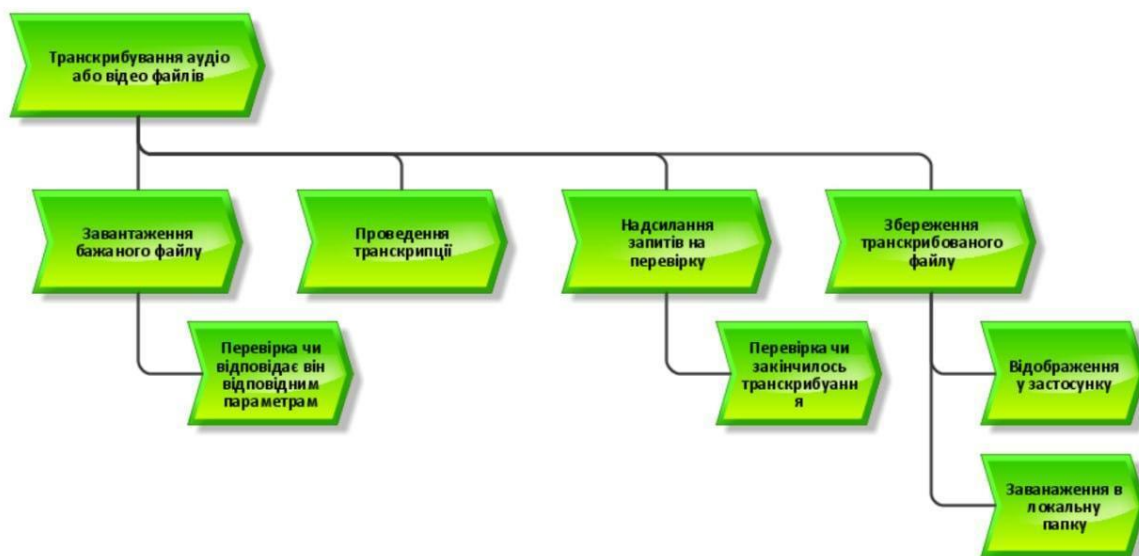 Транскрибування аудіо
або відео файлів
Завантаження
бажаного файлу
Проведення
транскрипції
Надсилання
запитів на
перевірку
Збереження
транскрибованого
файлу
Перевірка чи
відповідає він
відповідним
параметрам
Перевірка чи
закінчилось
транскрибуанн
я
Відображення
у застосунку
Заванаження в
локальну
папку